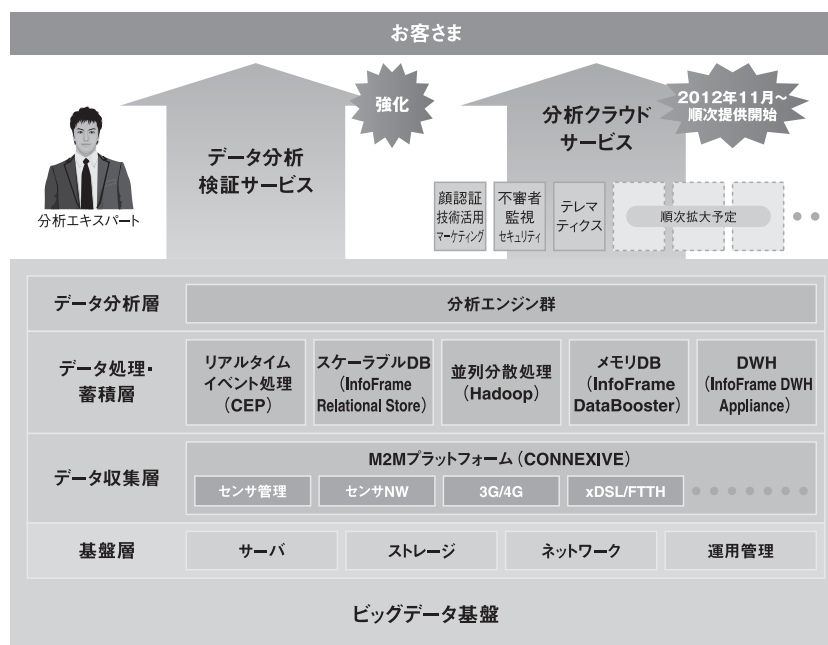 お客さま
強化
2012年11月～
順次提供開始
データ分析
検証サービス
分析クラウド
サービス
分析エキスパート
顔認証
技術活用
マーケティング
不審者
監視
セキュリティ
テレマ
ティクス
順次拡大予定
データ分析層
分析エンジン群
データ処理・
蓄積層
リアルタイム
イベント処理
（CEP）
スケーラブルDB
（InfoFrame
Relational Store）
並列分散処理
（Hadoop）
メモリDB
（InfoFrame
DataBooster）
DWH
（InfoFrame DWH
Appliance）
データ収集層
M2Mプラットフォーム（CONNEXIVE）
センサ管理
センサNW
3G/4G
xDSL/FTTH
基盤層
サーバ
ストレージ
ネットワーク
運用管理
ビッグデータ基盤